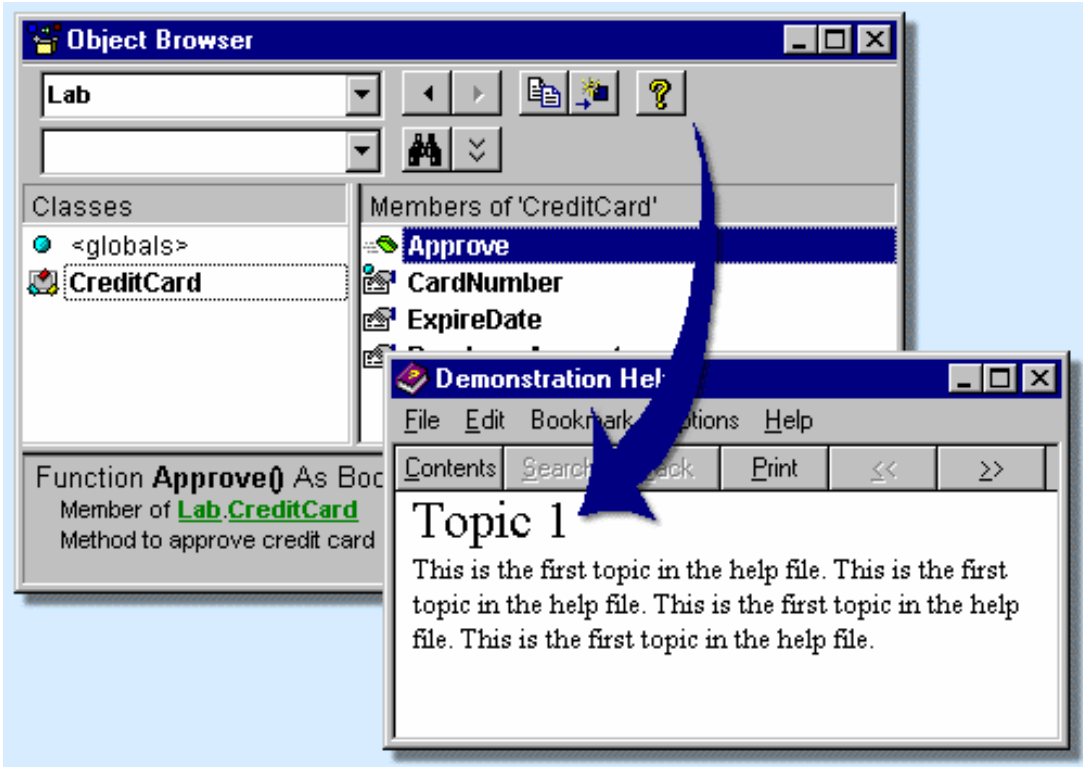 Object Browser
Lab
Classes
Members of 'CreditCard'
<globals>
Approve
CreditCard
CardNumber
ExpireDate
Function Approve() As Boo
Member of Lab.CreditCard
Method to approve credit card
Demonstration Hel
File Edit Bookmark ptions Help
Contents Search ack Print << >>
Topic 1
This is the first topic in the help file. This is the first
topic in the help file. This is the first topic in the help
file. This is the first topic in the help file.